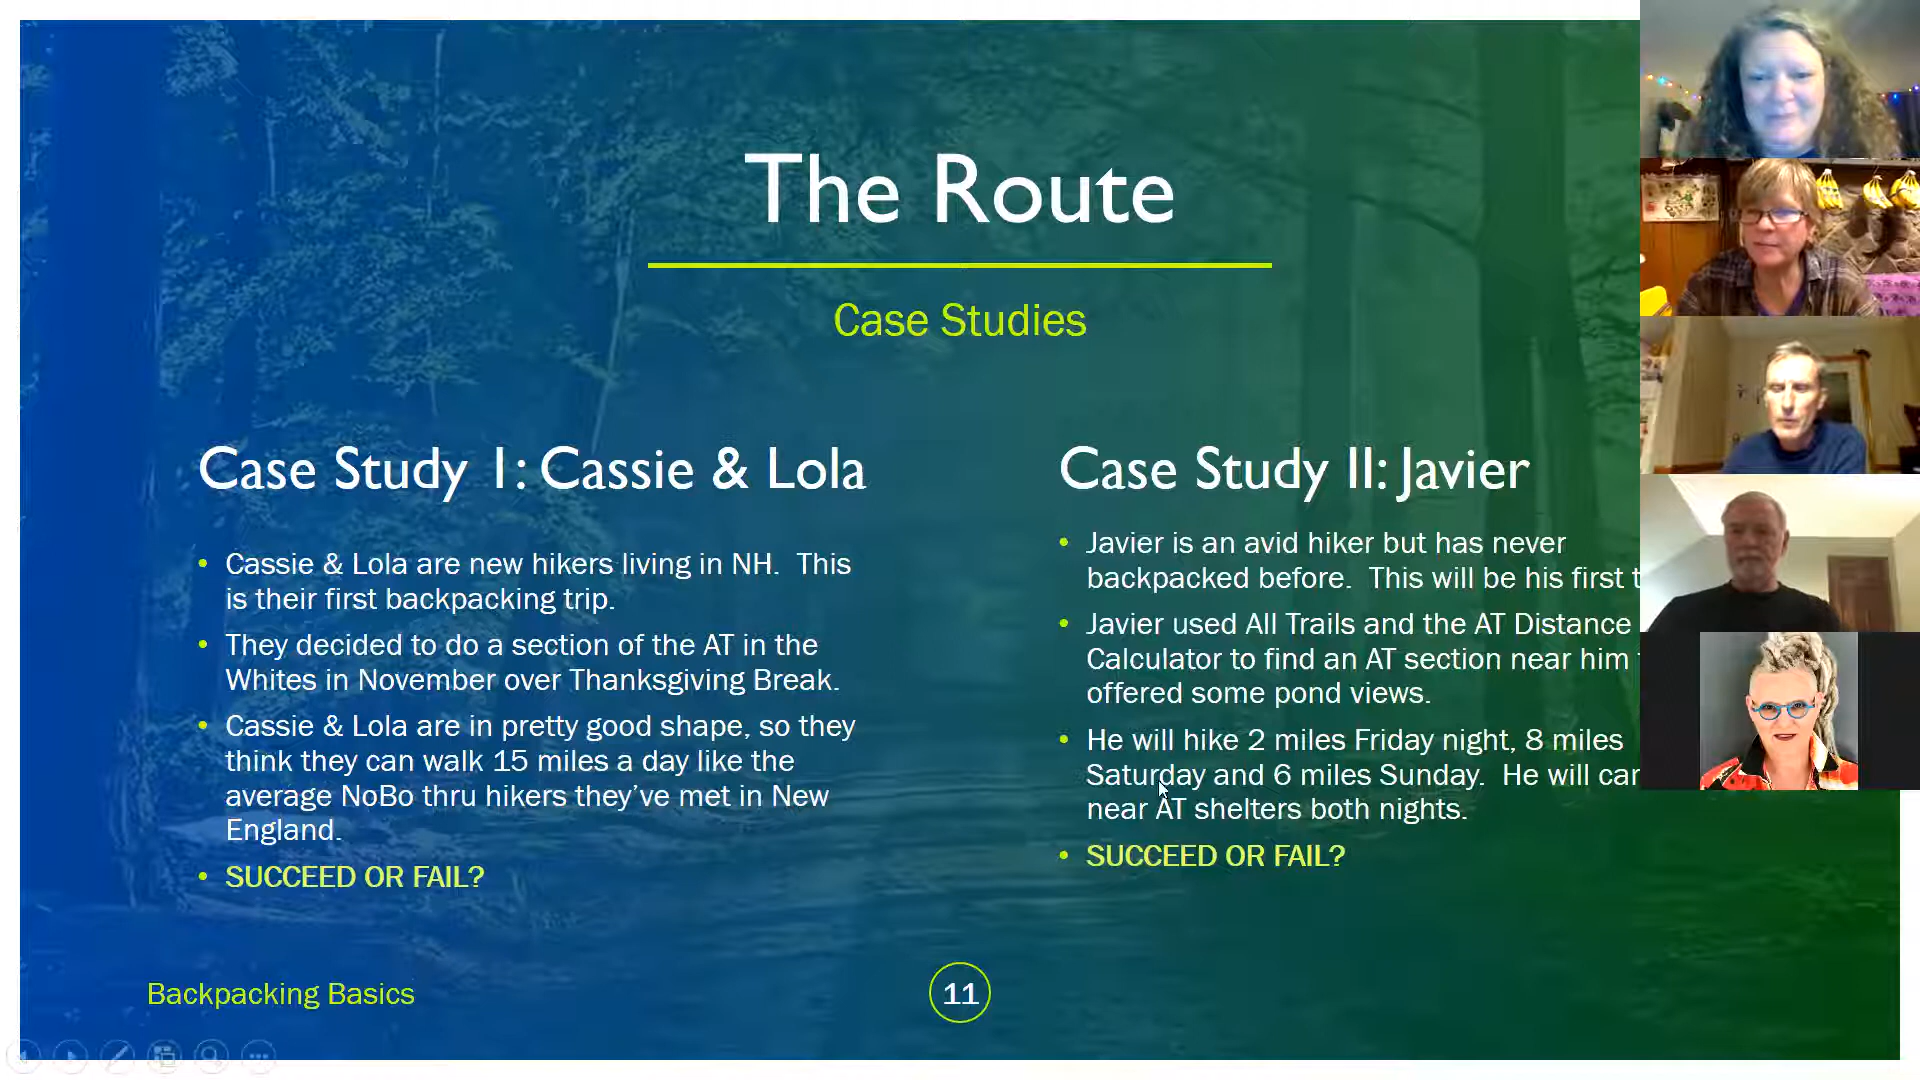 The Route
Case Studies
Case Study 1: Cassie & Lola
• Cassie & Lola are new hikers living in NH.  This
is their first backpacking trip.
• They decided to do a section of the AT in the
Whites in November over Thanksgiving Break.
• Cassie & Lola are in pretty good shape, so they
think they can walk 15 miles a day like the
average NoBo thru hikers they’ve met in New
England.
• SUCCEED OR FAIL?
Case Study II: Javier
• Javier is an avid hiker but has never
backpacked before.  This will be his first
• Javier used All Trails and the AT Distance
Calculator to find an AT section near him
offered some pond views.
• He will hike 2 miles Friday night, 8 miles
Saturday and 6 miles Sunday.  He will
near AT shelters both nights.
• SUCCEED OR FAIL?
Backpacking Basics
11